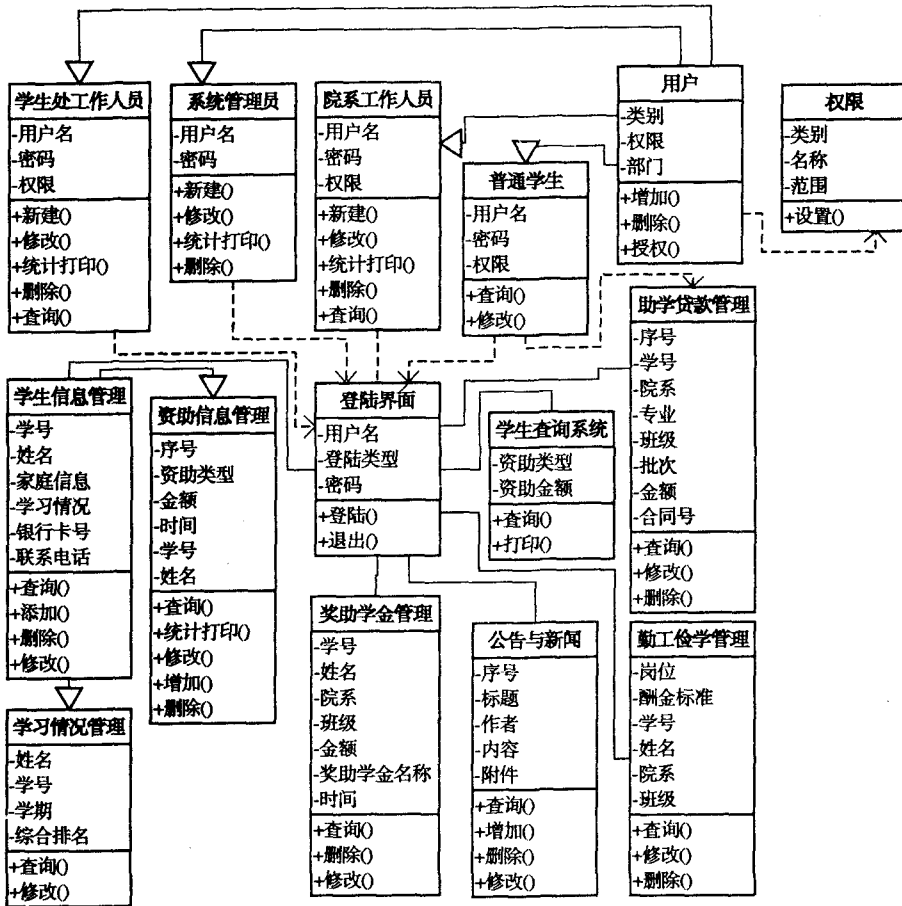 学生处工作人员
-用户名
-密码
-权限
+新建()
+修改()
+统计打印()
+删除()
+查询()
系统管理员
-用户名
-密码
+新建()
+修改()
+统计打印()
+删除()
院系工作人员
-用户名
-密码
-权限
+新建()
+修改()
+统计打印()
+删除()
+查询()
普通学生
-用户名
-密码
-权限
+查询()
+修改()
用户
-类别
-权限
-部门
+增加()
+删除()
+授权()
权限
-类别
-名称
-范围
+设置()
学生信息管理
-学号
-姓名
-家庭信息
-学习情况
-银行卡号
-联系电话
+查询()
+添加()
+删除()
+修改()
资助信息管理
-序号
-资助类型
-金额
-时间
-学号
-姓名
+查询()
+统计打印()
+修改()
+增加()
+删除()
登陆界面
-用户名
-登陆类型
-密码
+登陆()
+退出()
学生查询系统
-资助类型
-资助金额
+查询()
+打印()
助学贷款管理
-序号
-学号
-院系
-专业
-班级
-批次
-金额
-合同号
+查询()
+修改()
+删除()
学习情况管理
-姓名
-学号
-学期
-综合排名
+查询()
+修改()
奖助学金管理
-学号
-姓名
-院系
-班级
-金额
-奖助学金名称
-时间
+查询()
+删除()
+修改()
公告与新闻
-序号
-标题
-作者
-内容
-附件
+查询()
+增加()
+删除()
+修改()
勤工俭学管理
-岗位
-酬金标准
-学号
-姓名
-院系
-班级
+查询()
+修改()
+删除()